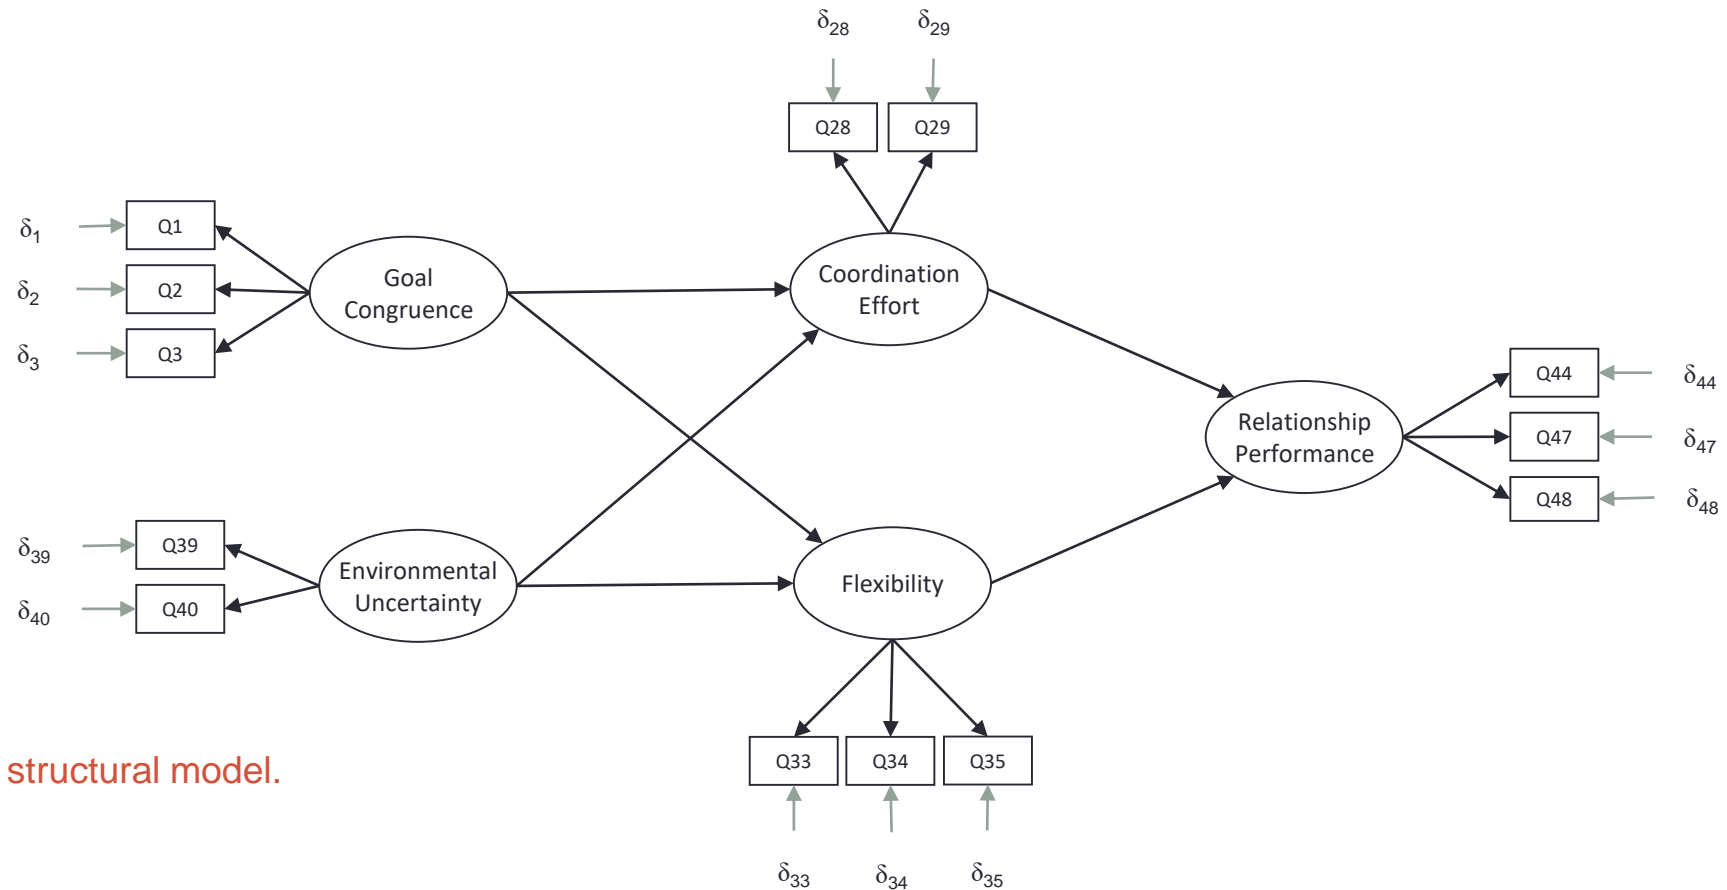 δ28
δ29
Q28
Q29
δ1
Q1
δ2
Q2
δ3
Q3
Goal
Congruence
Coordination
Effort
Q44
δ44
Relationship
Performance
Q47
δ47
Q48
δ48
δ39
Q39
δ40
Q40
Environmental
Uncertainty
Flexibility
structural model.
Q33
Q34
Q35
δ33
δ34
δ35